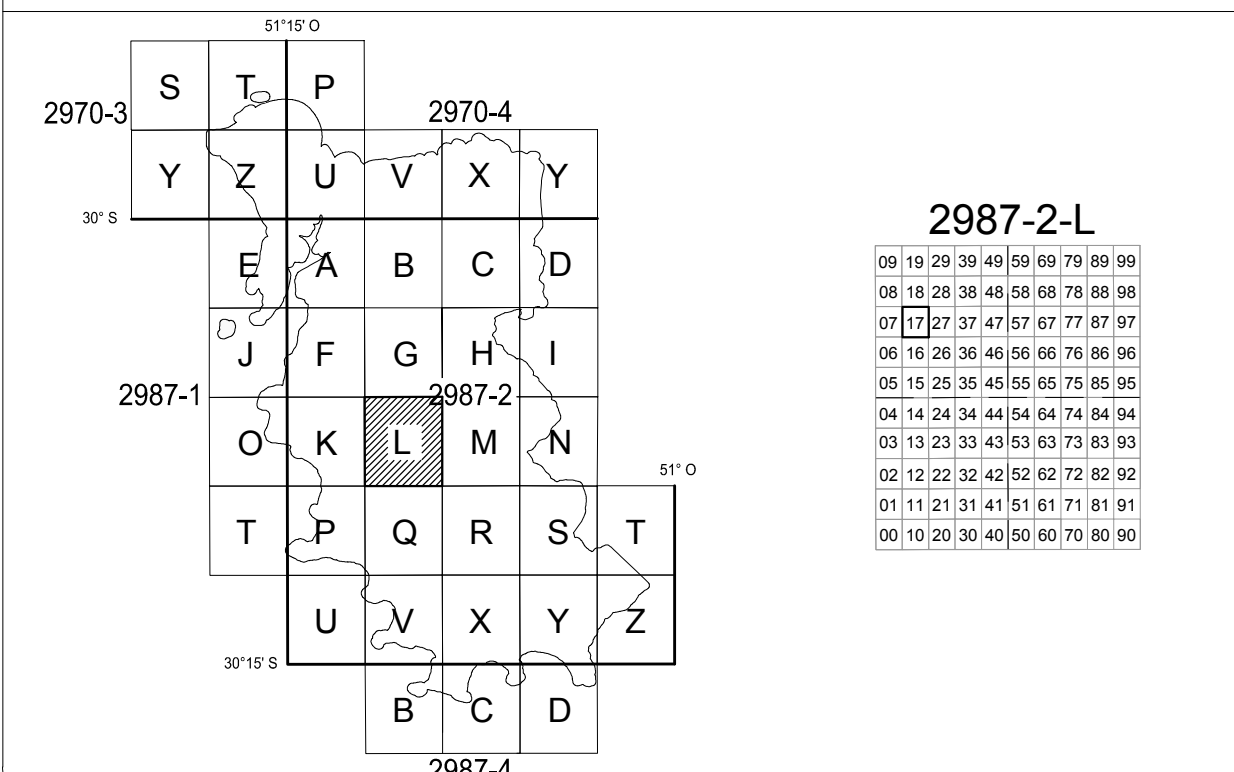 51°15' O
S T P
2970-3 2970-4
Y Z U V X Y
30° S
E A B C D
J F G H I
2987-1 2987-2
O K L M N
51° O
T P Q R S T
U V X Y Z
30°15' S
B C D
2987-4
2987-2-L
09 19 29 39 49 59 69 79 89 99
08 18 28 38 48 58 68 78 88 98
07 17 27 37 47 57 67 77 87 97
06 16 26 36 46 56 66 76 86 96
05 15 25 35 45 55 65 75 85 95
04 14 24 34 44 54 64 74 84 94
03 13 23 33 43 53 63 73 83 93
02 12 22 32 42 52 62 72 82 92
01 11 21 31 41 51 61 71 81 91
00 10 20 30 40 50 60 70 80 90